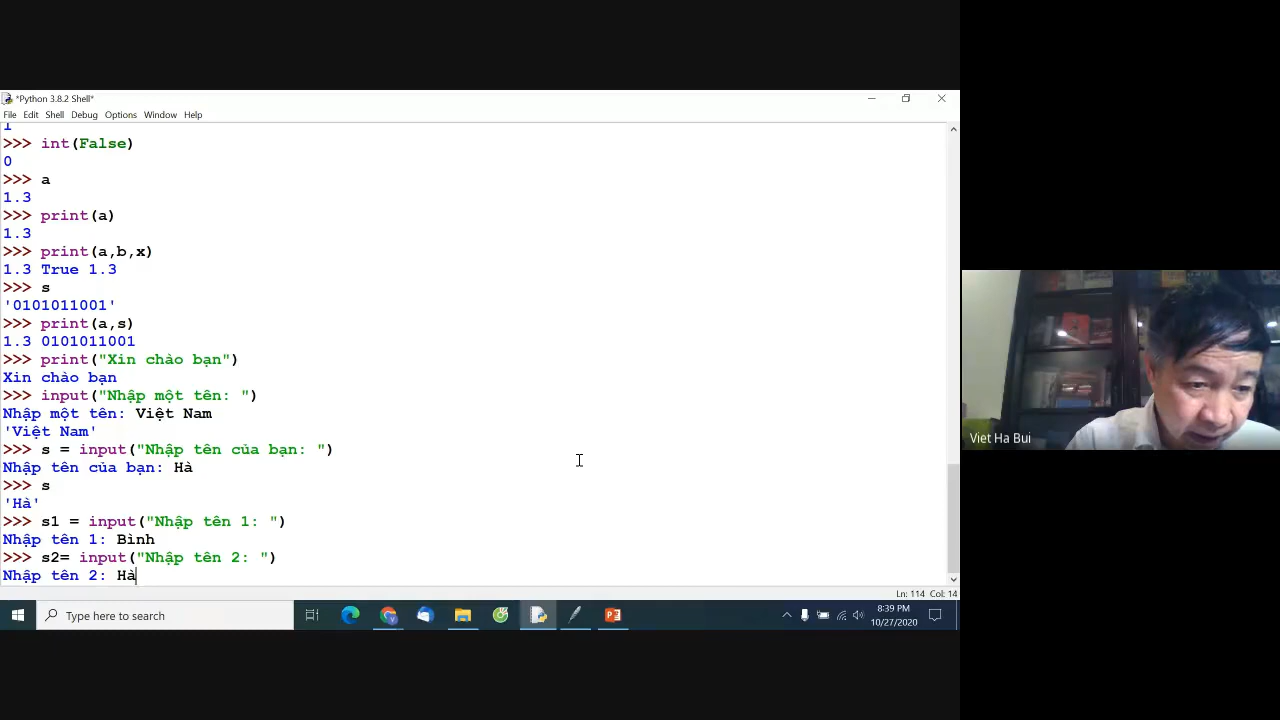 *Python 3.8.2 Shell*
File Edit Shell Debug Options Window Help
1
>>> int(False)
0
>>> a
1.3
>>> print(a)
1.3
>>> print(a,b,x)
1.3 True 1.3
>>> s
'0101011001'
>>> print(a,s)
1.3 0101011001
>>> print("Xin chào bạn")
Xin chào bạn
>>> input("Nhập một tên: ")
Nhập một tên: Việt Nam
'Việt Nam'
>>> s = input("Nhập tên của bạn: ")
Nhập tên của bạn: Hà
>>> s
'Hà'
>>> s1 = input("Nhập tên 1: ")
Nhập tên 1: Bình
>>> s2= input("Nhập tên 2: ")
Nhập tên 2: Hà
Ln: 114 Col: 14
Type here to search
8:39 PM
10/27/2020
Viet Ha Bui